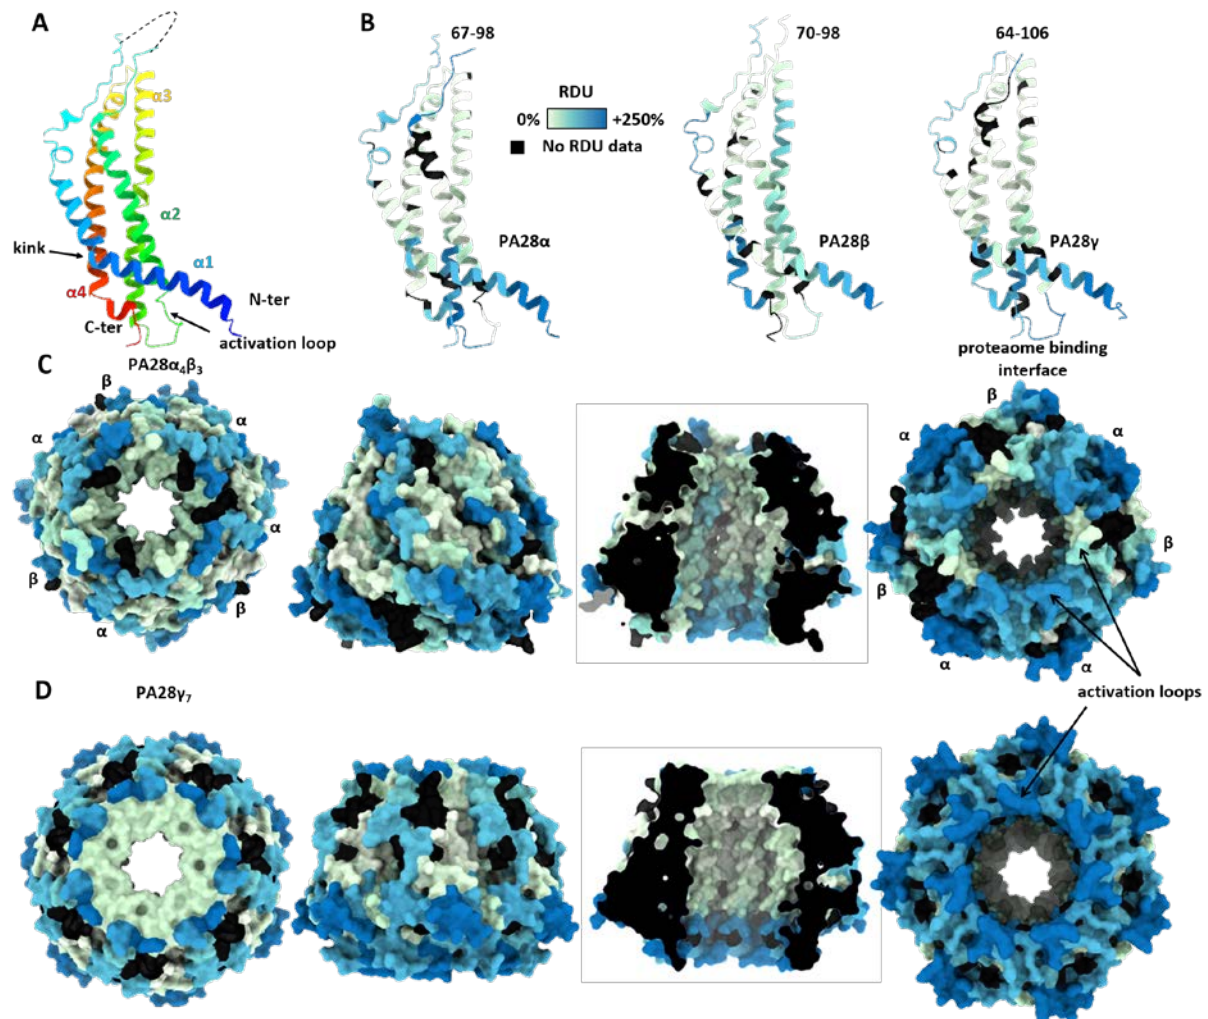 A
α3
α2
kink
α1
α4
N-ter
C-ter
activation loop
B
67-98
70-98
64-106
RDU
0%
+250%
No RDU data
PA28α
PA28β
PA28γ
proteaome binding
interface
C
PA28α₄β₃
β
α
α
α
β
β
α
β
α
α
β
β
α
α
activation loops
D
PA28γ₇